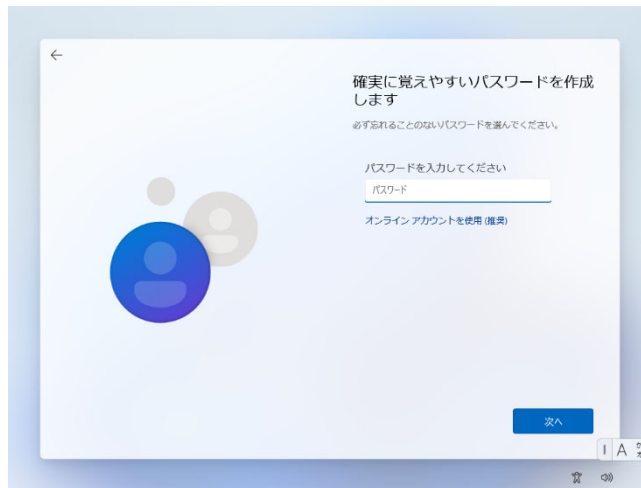 確実に覚えやすいパスワードを作成
します
必ず忘れることのないパスワードを選んでください。
パスワードを入力してください
パスワード
オンライン アカウントを使用 (推奨)
次へ
A